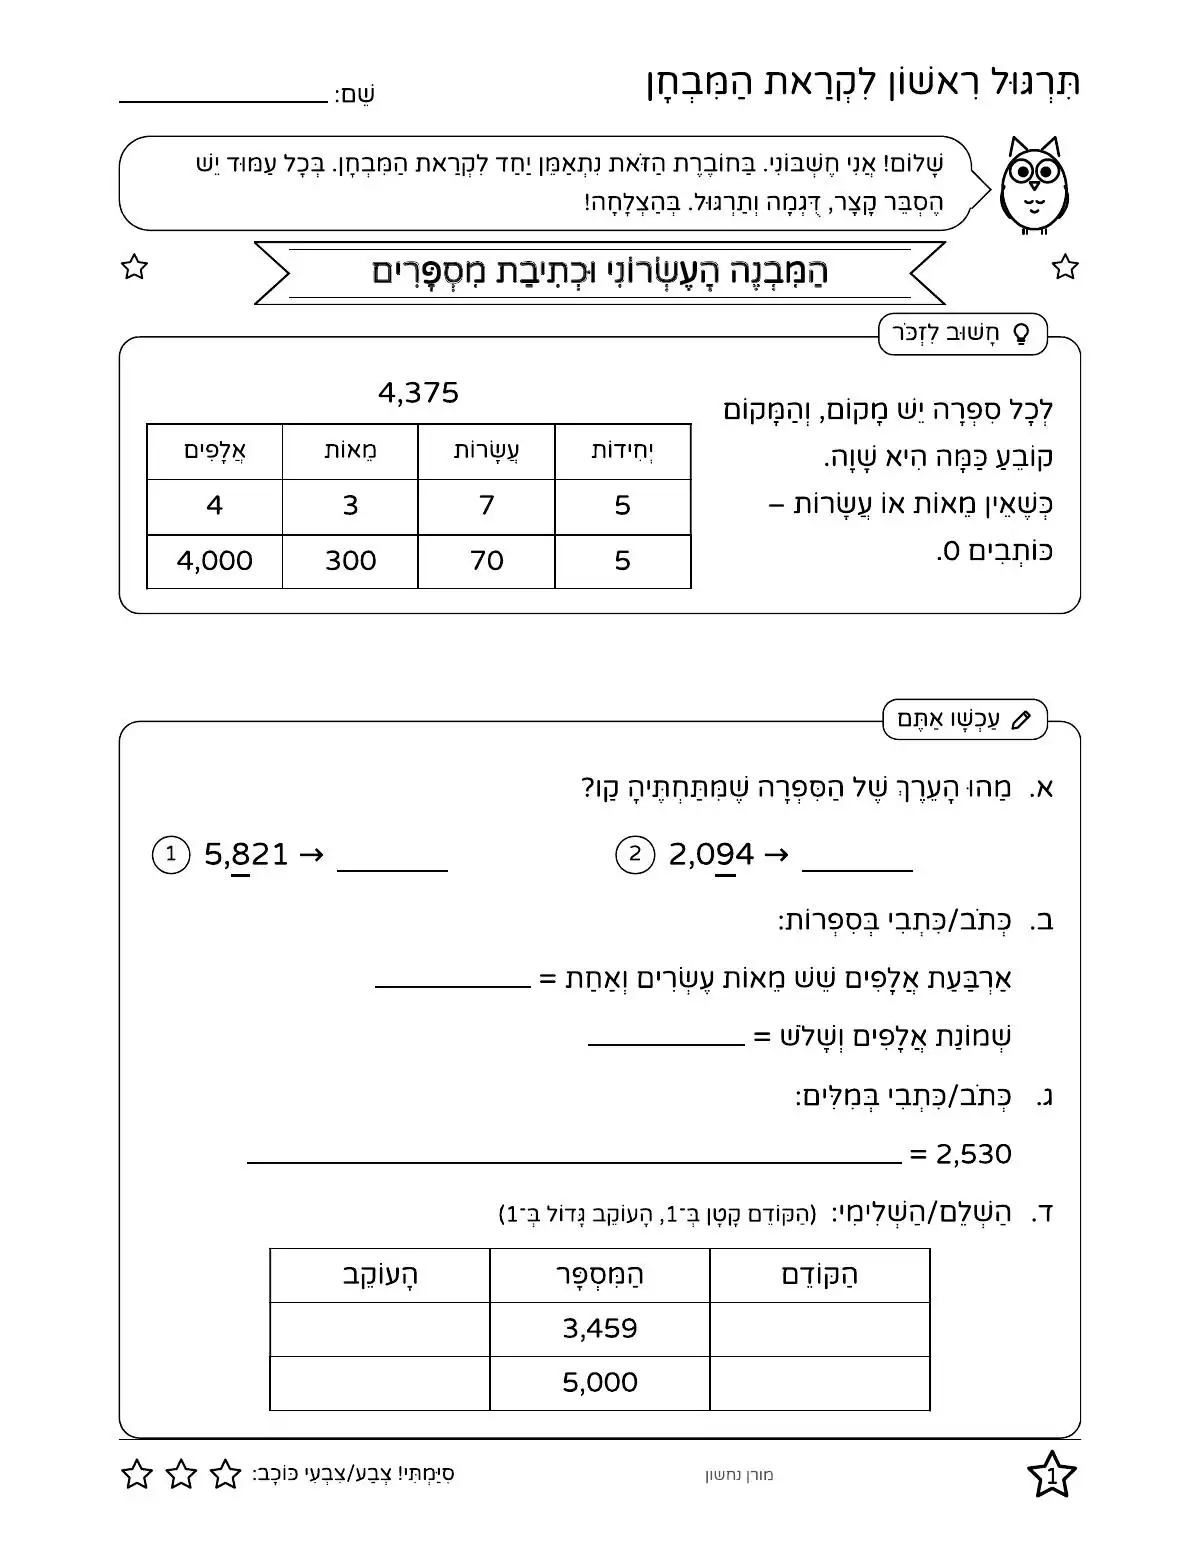 תִּרְגּוּל רִאשׁוֹן לִקְרַאת הַמִּבְחָן
שֵׁם: ____________
שָׁלוֹם! אֲנִי חֶשְׁבּוֹנִי. בַּחוֹבֶרֶת הַזֹּאת נִתְאַמֵּן יַחַד לִקְרַאת הַמִּבְחָן. בְּכָל עַמּוּד יֵשׁ
הֶסְבֵּר קָצָר, דֻּגְמָה וְתַרְגּוּל. בְּהַצְלָחָה!
הַמִּבְנֶה הָעֶשְׂרוֹנִי וּכְתִיבַת מִסְפָּרִים
חָשׁוּב לִזְכֹּר
לְכָל סִפְרָה יֵשׁ מָקוֹם, וְהַמָּקוֹם
קוֹבֵעַ כַּמָּה הִיא שָׁוָה.
כְּשֶׁאֵין מֵאוֹת אוֹ עֲשָׂרוֹת –
כּוֹתְבִים 0.
4,375
יְחִידוֹת עֲשָׂרוֹת מֵאוֹת אֲלָפִים
5 7 3 4
5 70 300 4,000
עַכְשָׁו אַתֶּם
א. מַהוּ הָעֵרֶךְ שֶׁל הַסִּפְרָה שֶׁמִּתַּחְתֶּיהָ קַו?
1 5,821 → ________
2 2,094 → ________
ב. כְּתֹב/כִּתְבִי בְּסִפְרוֹת:
אַרְבַּעַת אֲלָפִים שֵׁשׁ מֵאוֹת עֶשְׂרִים וְאַחַת = ________
שְׁמוֹנַת אֲלָפִים וְשָׁלֹשׁ = ________
ג. כְּתֹב/כִּתְבִי בְּמִלִּים:
2,530 = ________________
ד. הַשְׁלֵם/הַשְׁלִימִי: (הַקּוֹדֵם קָטָן בְּ־1, הָעוֹקֵב גָּדוֹל בְּ־1)
הַקּוֹדֵם הַמִּסְפָּר הָעוֹקֵב
3,459
5,000
1
מורן נחשון
סִיַּמְתִּי! צְבַע/צִבְעִי כּוֹכָב: